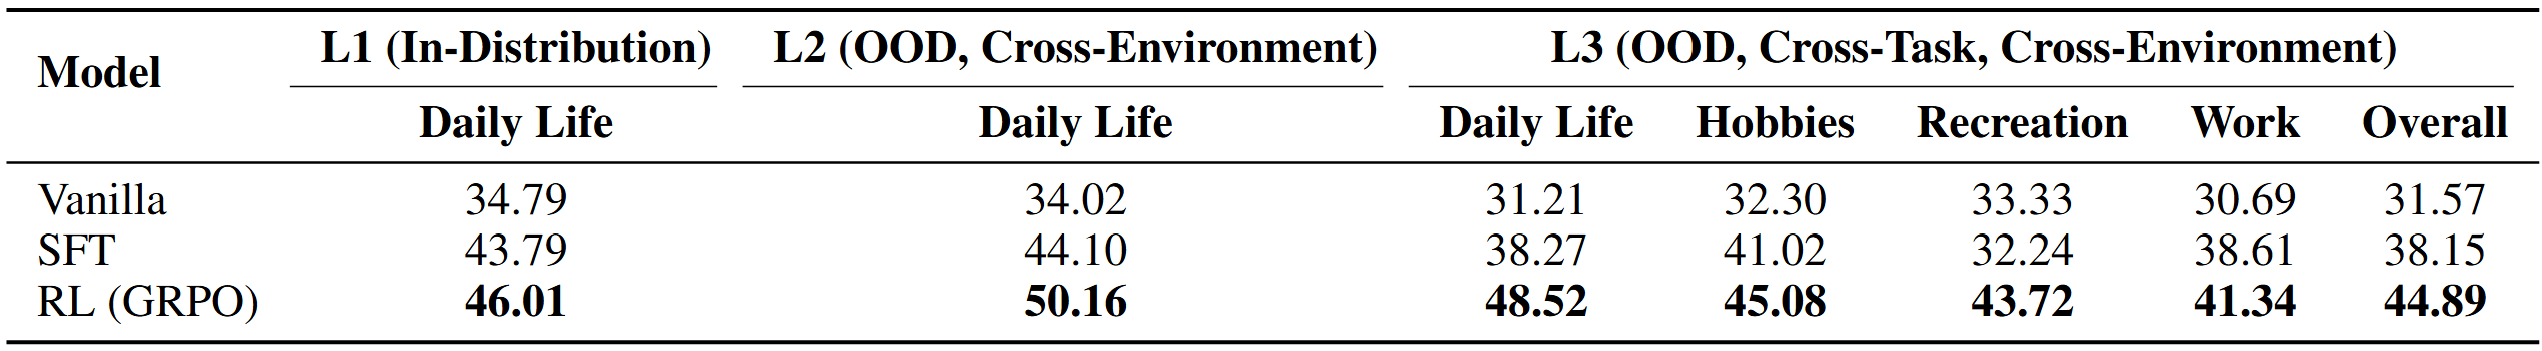 Model L1 (In-Distribution) L2 (OOD, Cross-Environment) L3 (OOD, Cross-Task, Cross-Environment)
Daily Life Daily Life Daily Life Hobbies Recreation Work Overall
Vanilla 34.79 34.02 31.21 32.30 33.33 30.69 31.57
SFT 43.79 44.10 38.27 41.02 32.24 38.61 38.15
RL (GRPO) 46.01 50.16 48.52 45.08 43.72 41.34 44.89